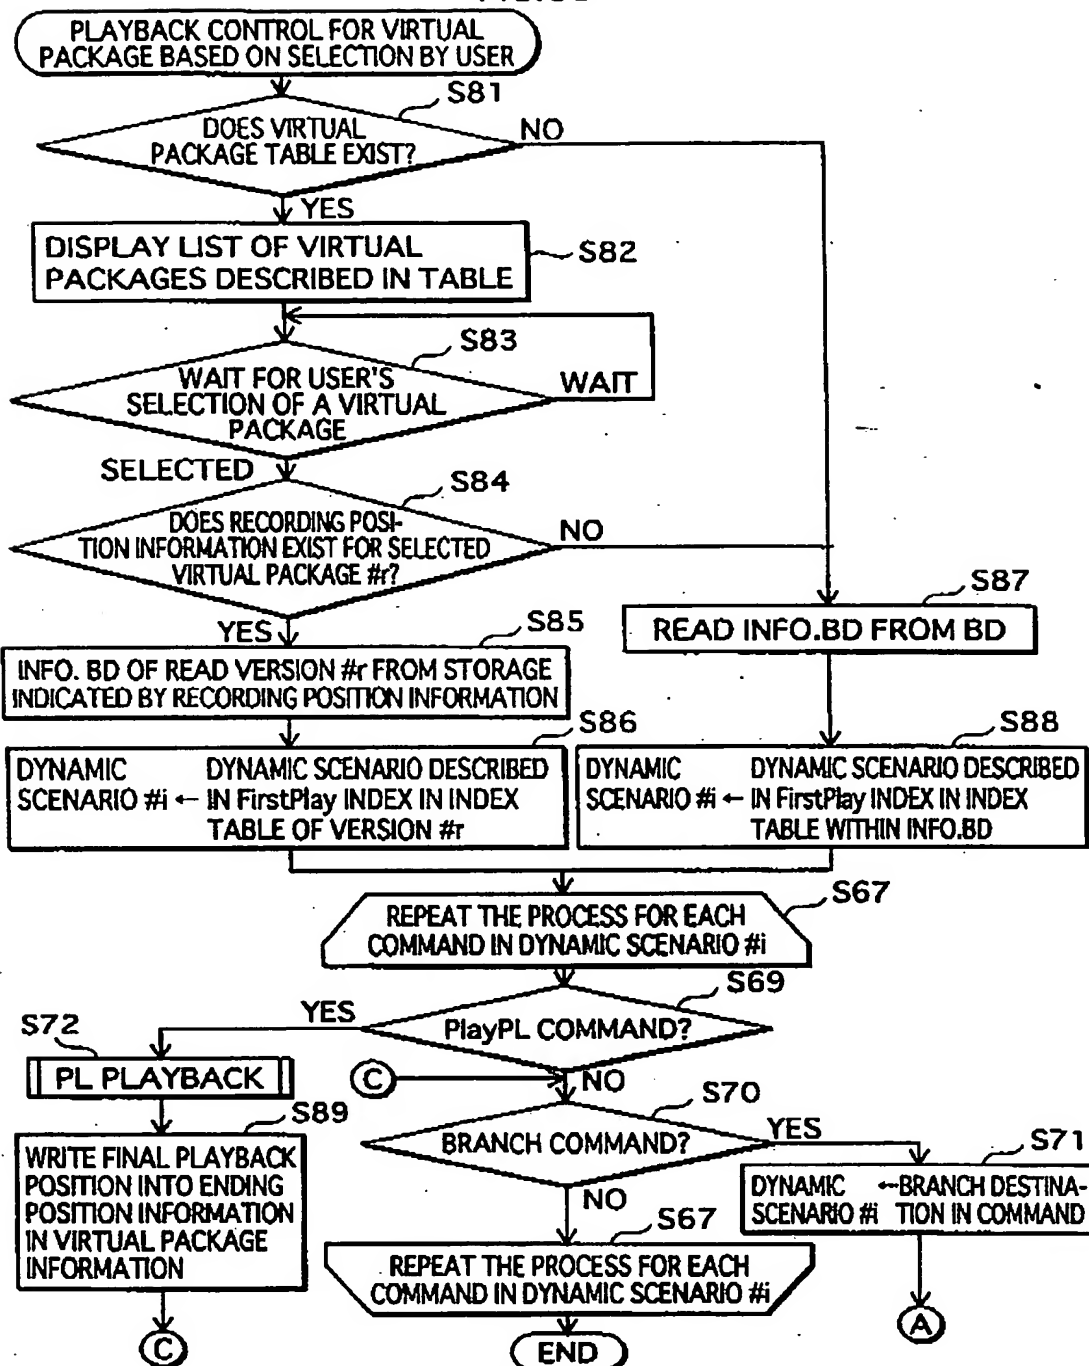 PLAYBACK CONTROL FOR VIRTUAL
PACKAGE BASED ON SELECTION BY USER
S81
DOES VIRTUAL
PACKAGE TABLE EXIST?
NO
YES
DISPLAY LIST OF VIRTUAL
PACKAGES DESCRIBED IN TABLE
S82
S83
WAIT FOR USER'S
SELECTION OF A VIRTUAL
PACKAGE
WAIT
SELECTED
S84
DOES RECORDING POSI-
TION INFORMATION EXIST FOR SELECTED
VIRTUAL PACKAGE #r?
NO
YES
S85
INFO. BD OF READ VERSION #r FROM STORAGE
INDICATED BY RECORDING POSITION INFORMATION
S87
READ INFO.BD FROM BD
S86
DYNAMIC SCENARIO #i ← DYNAMIC SCENARIO DESCRIBED
IN FirstPlay INDEX IN INDEX
TABLE OF VERSION #r
S88
DYNAMIC SCENARIO #i ← DYNAMIC SCENARIO DESCRIBED
IN FirstPlay INDEX IN INDEX
TABLE WITHIN INFO.BD
S67
REPEAT THE PROCESS FOR EACH
COMMAND IN DYNAMIC SCENARIO #i
S69
PlayPL COMMAND?
YES
NO
S72
PL PLAYBACK
C
S89
WRITE FINAL PLAYBACK
POSITION INTO ENDING
POSITION INFORMATION
IN VIRTUAL PACKAGE
INFORMATION
C
S70
BRANCH COMMAND?
YES
NO
S71
DYNAMIC SCENARIO #i ← BRANCH DESTINA-
TION IN COMMAND
A
S67
REPEAT THE PROCESS FOR EACH
COMMAND IN DYNAMIC SCENARIO #i
END